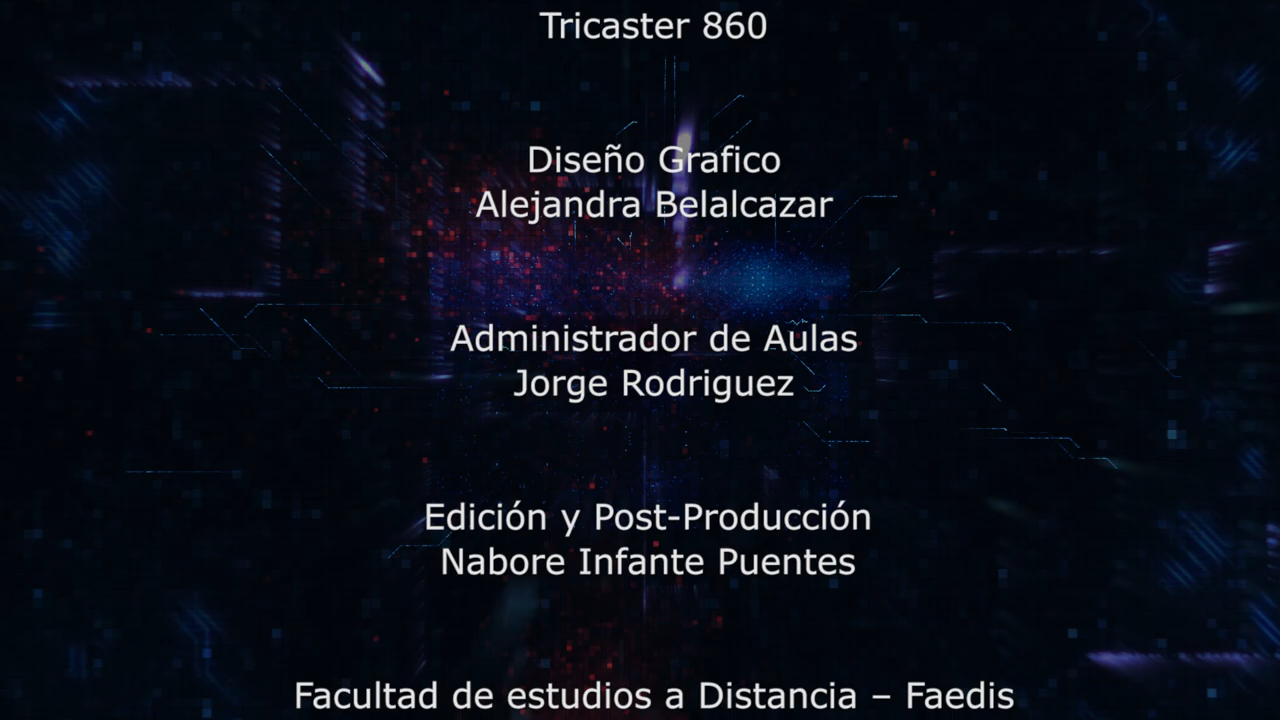 Tricaster 860
Diseño Grafico
Alejandra Belalcazar
Administrador de Aulas
Jorge Rodriguez
Edición y Post-Producción
Nabore Infante Puentes
Facultad de estudios a Distancia – Faedis